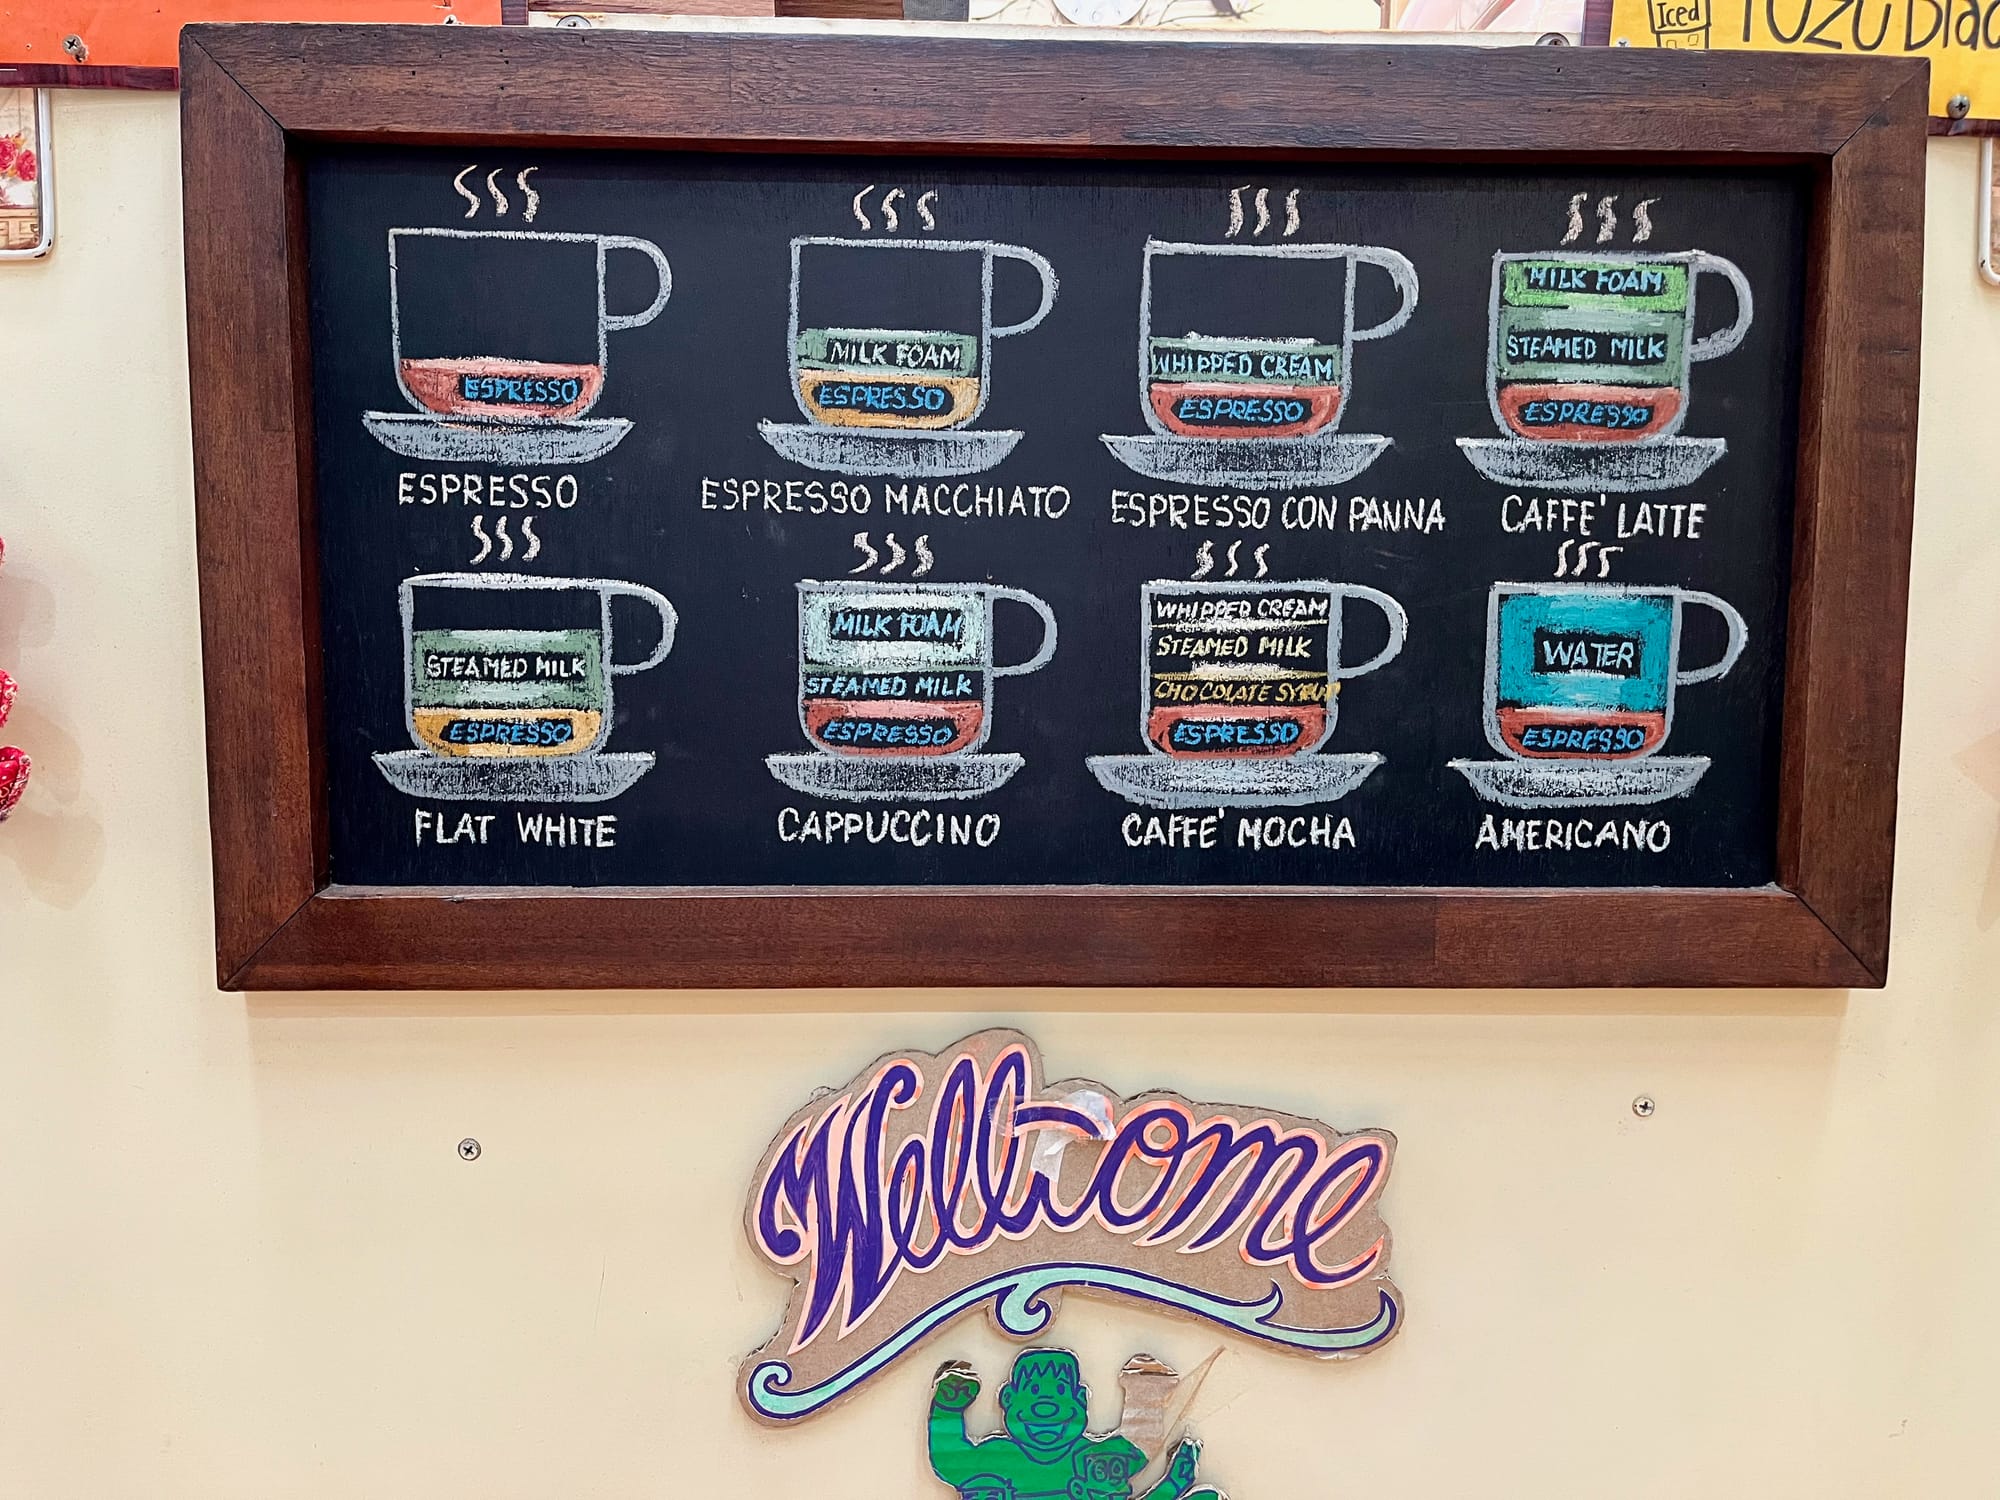 Iced
YUZU
ESPRESSO
ESPRESSO
MILK FOAM
ESPRESSO
ESPRESSO MACCHIATO
WHIPPED CREAM
ESPRESSO
ESPRESSO CON PANNA
MILK FOAM
STEAMED MILK
ESPRESSO
CAFFE' LATTE
STEAMED MILK
ESPRESSO
FLAT WHITE
MILK FOAM
STEAMED MILK
ESPRESSO
CAPPUCCINO
WHIPPED CREAM
STEAMED MILK
CHOCOLATE SYRUP
ESPRESSO
CAFFE' MOCHA
WATER
ESPRESSO
AMERICANO
Wellcome